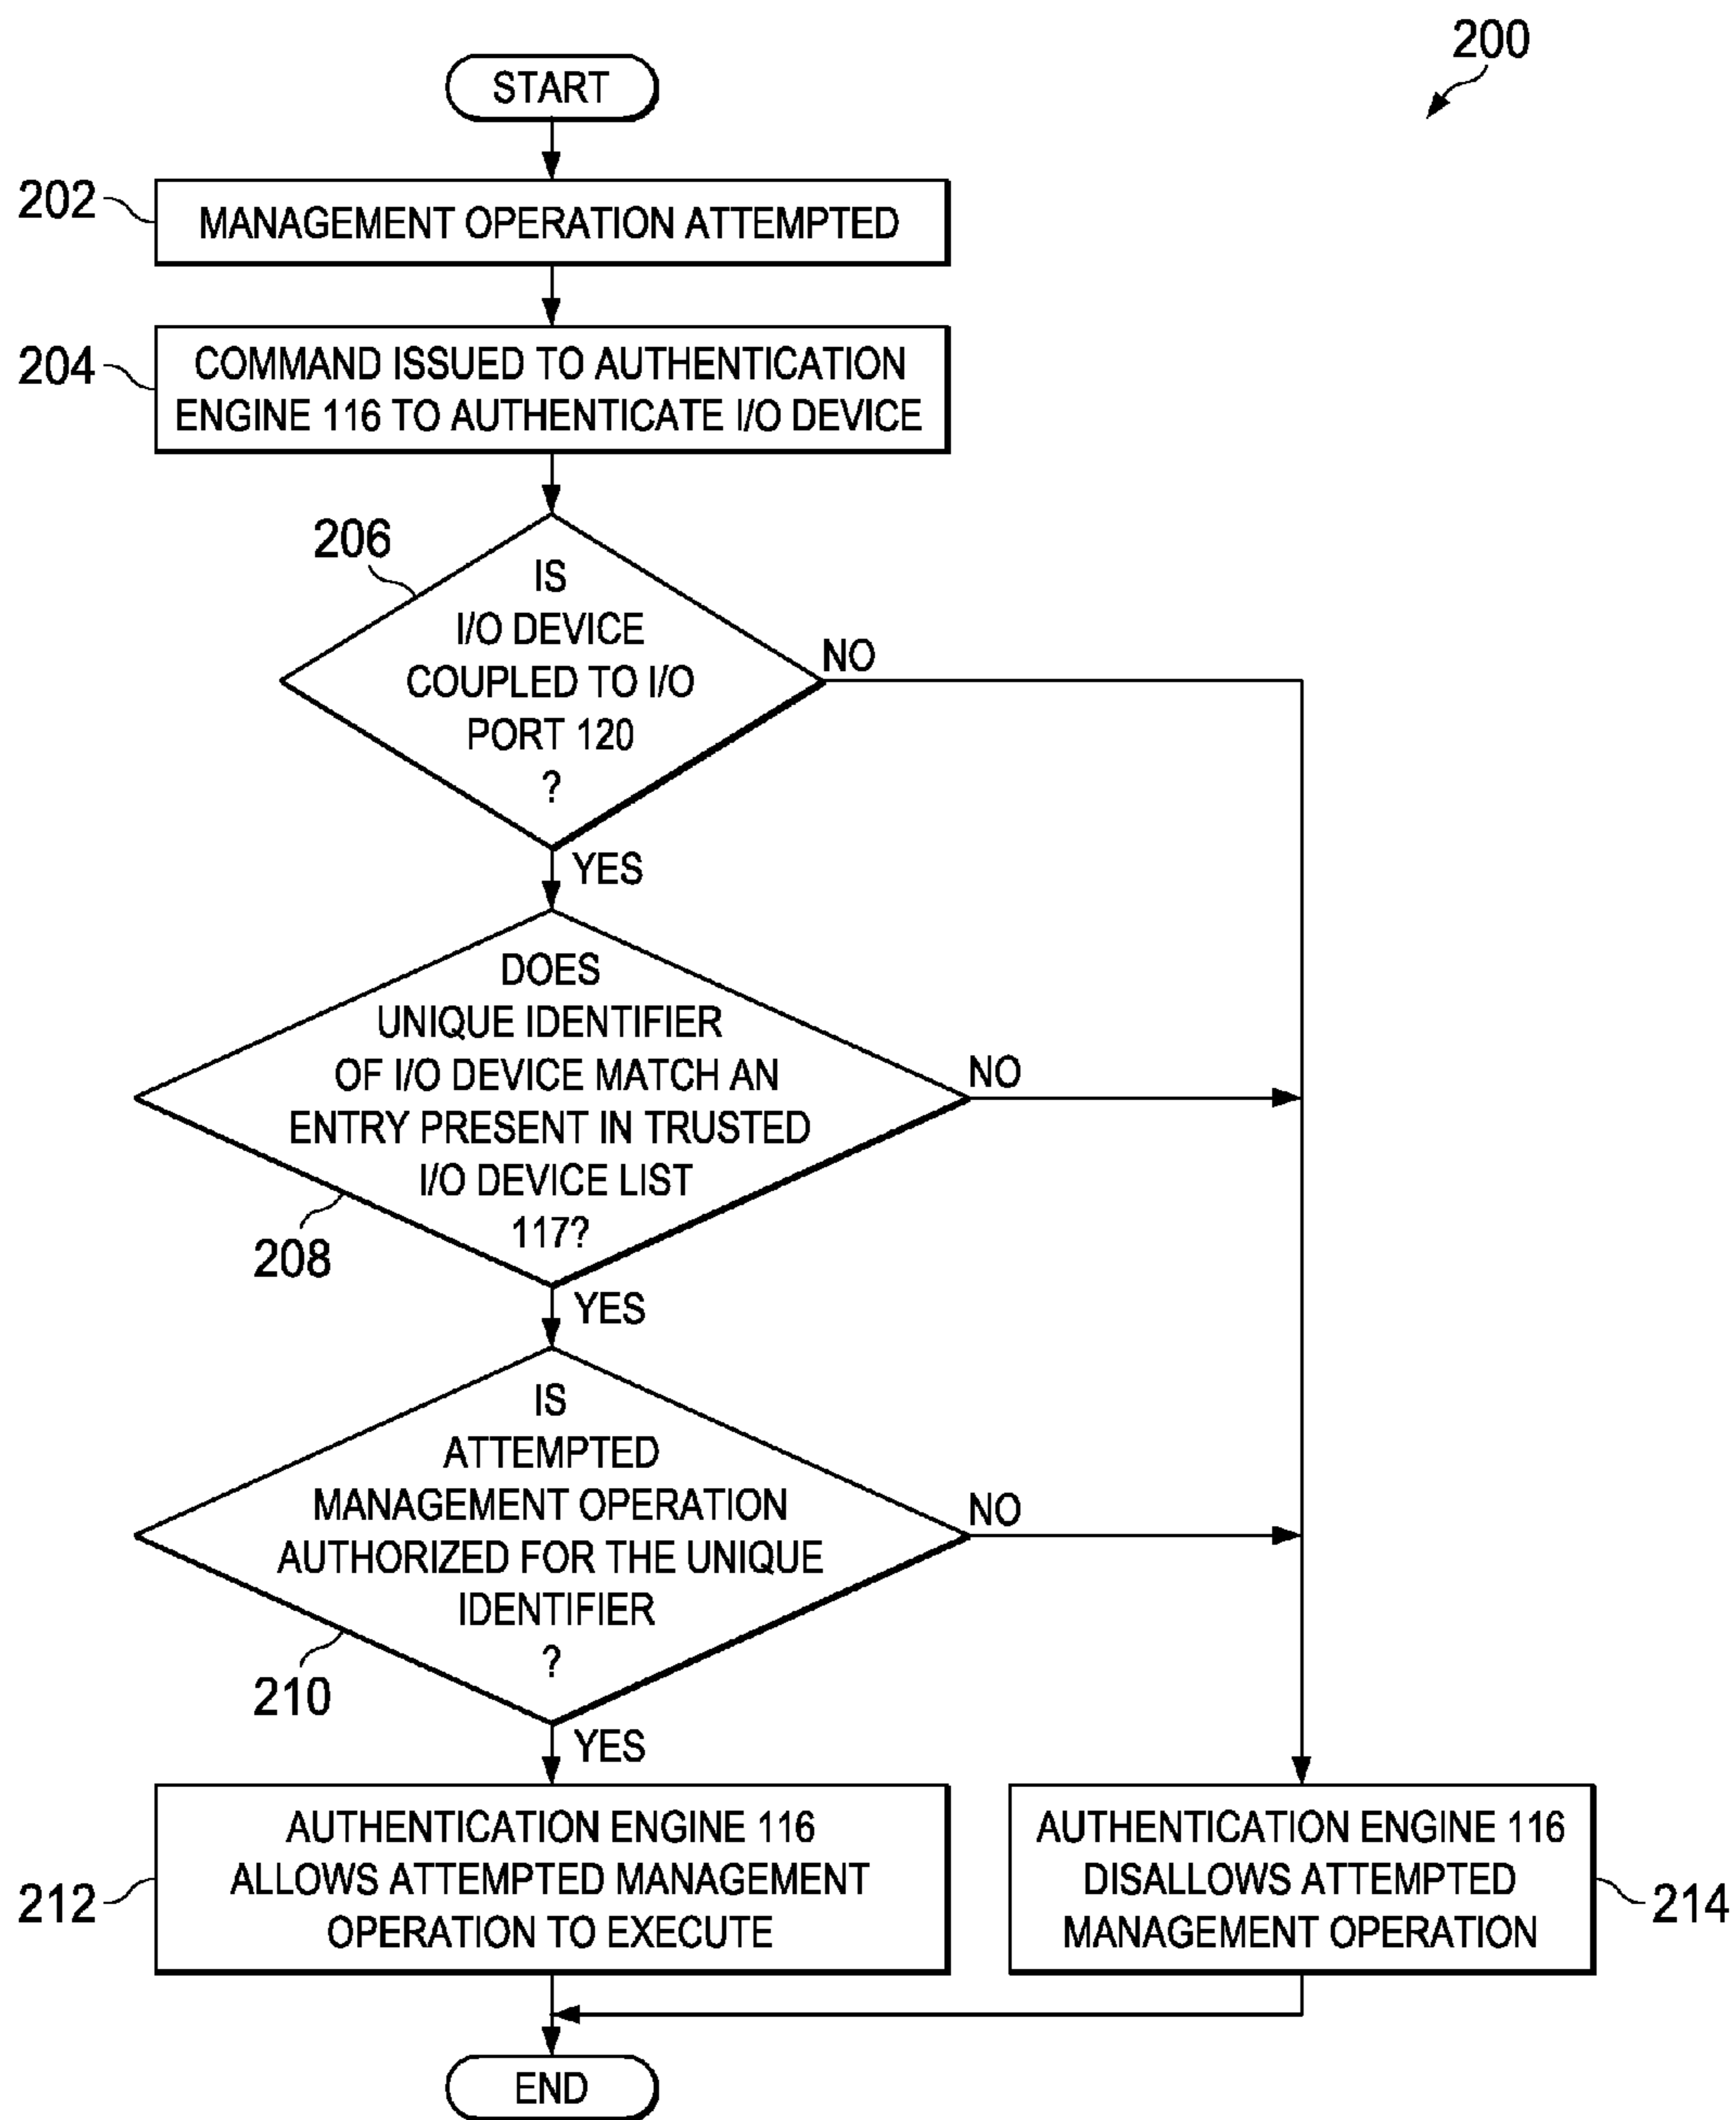 200
START
202
MANAGEMENT OPERATION ATTEMPTED
204
COMMAND ISSUED TO AUTHENTICATION
ENGINE 116 TO AUTHENTICATE I/O DEVICE
206
IS
I/O DEVICE
COUPLED TO I/O
PORT 120
?
NO
YES
DOES
UNIQUE IDENTIFIER
OF I/O DEVICE MATCH AN
ENTRY PRESENT IN TRUSTED
I/O DEVICE LIST
117?
NO
208
YES
IS
ATTEMPTED
MANAGEMENT OPERATION
AUTHORIZED FOR THE UNIQUE
IDENTIFIER
?
NO
210
YES
AUTHENTICATION ENGINE 116
ALLOWS ATTEMPTED MANAGEMENT
OPERATION TO EXECUTE
212
AUTHENTICATION ENGINE 116
DISALLOWS ATTEMPTED
MANAGEMENT OPERATION
214
END